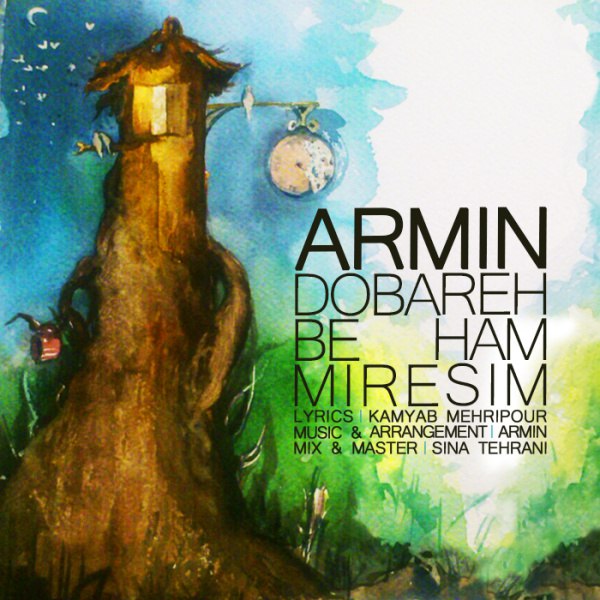 ARMIN
DOBAREH
BE HAM
MIRESIM
LYRICS | KAMYAB MEHRIPOUR
MUSIC & ARRANGEMENT | ARMIN
MIX & MASTER | SINA TEHRANI